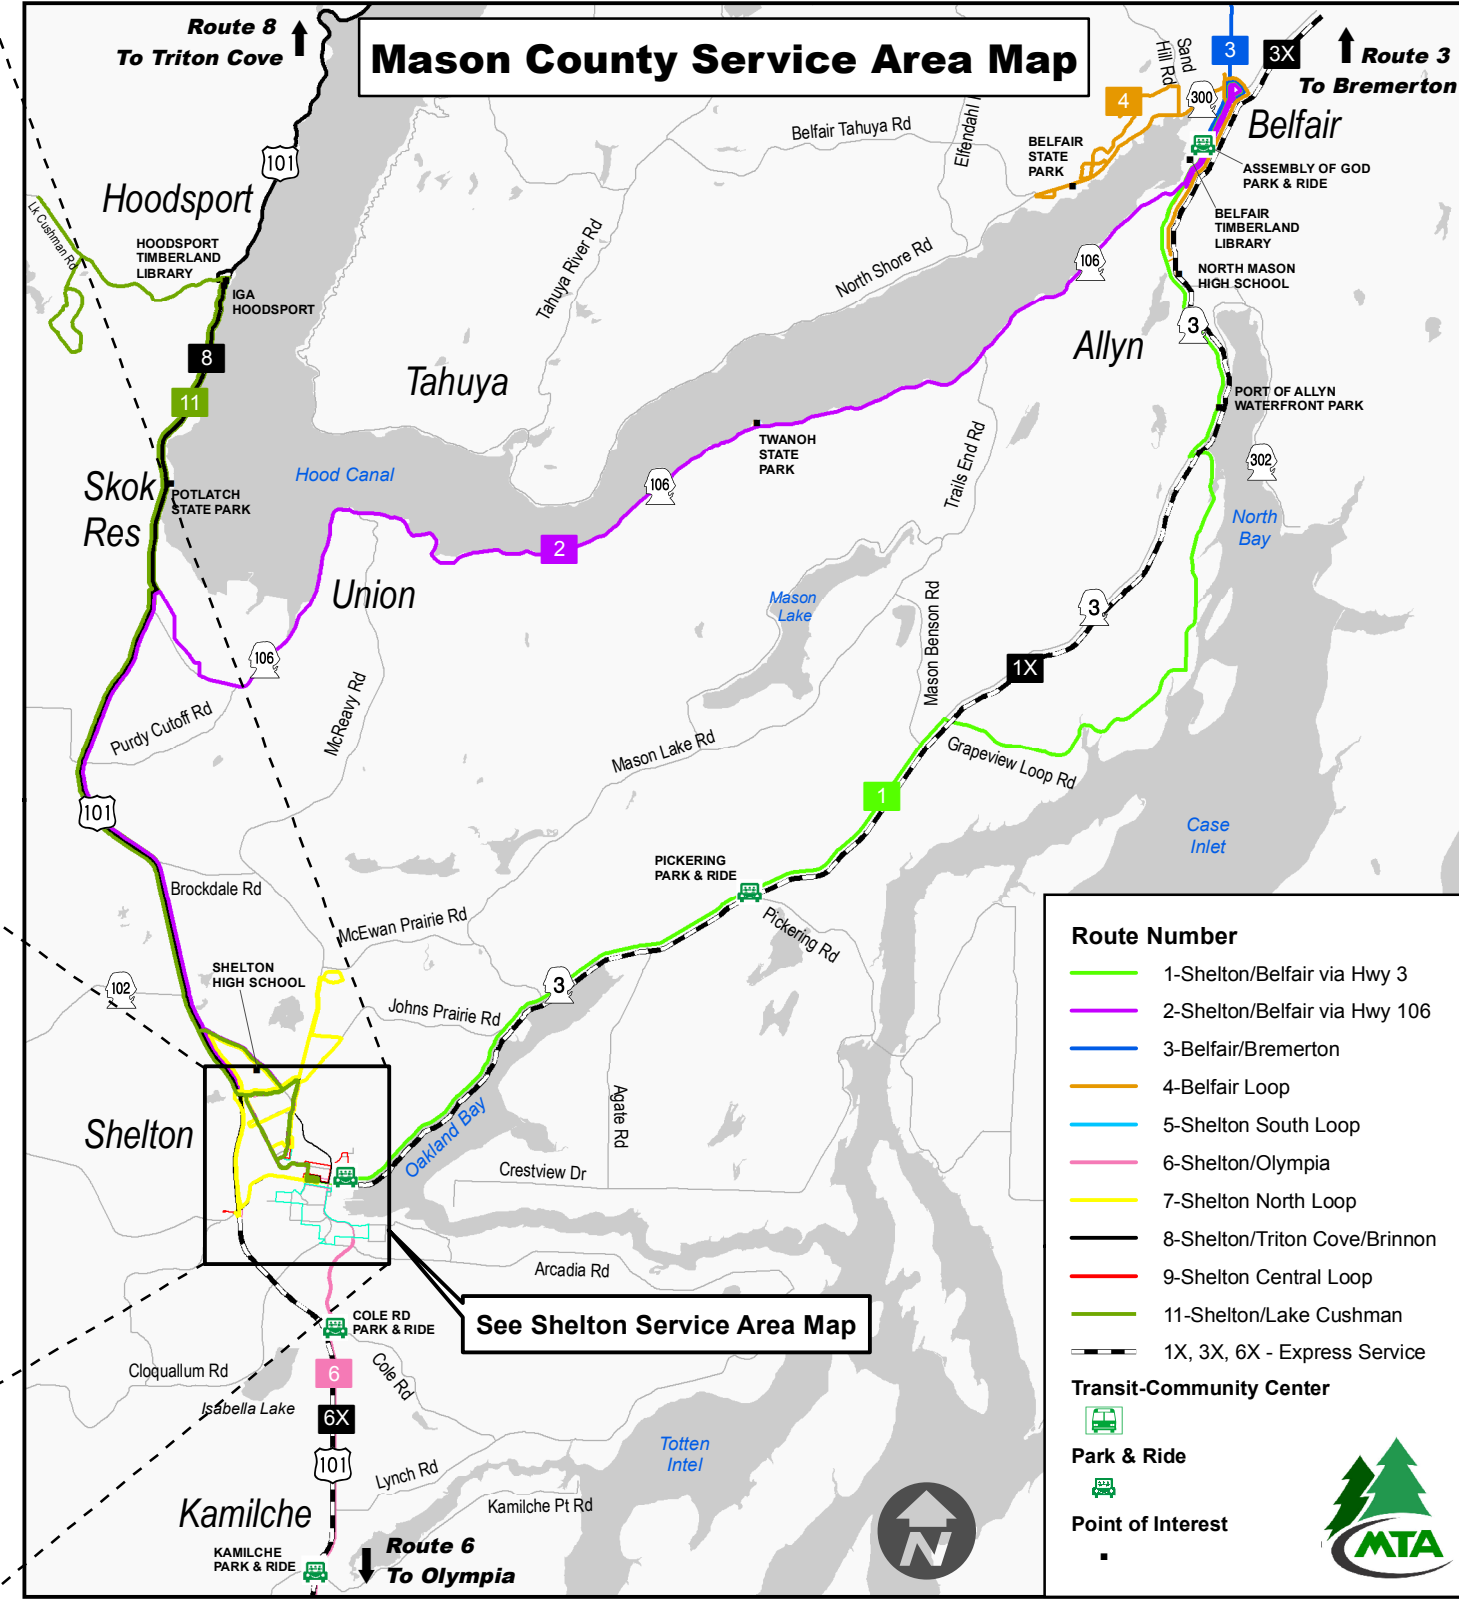 Mason County Service Area Map
Route 8
To Triton Cove
Route 3
To Bremerton
3
3X
4
300
Sand
Hill Rd
Belfair
Belfair Tahuya Rd
BELFAIR
STATE
PARK
ASSEMBLY OF GOD
PARK & RIDE
BELFAIR
TIMBERLAND
LIBRARY
NORTH MASON
HIGH SCHOOL
101
Hoodsport
Lk Cushman Rd
HOODSPORT
TIMBERLAND
LIBRARY
IGA
HOODSPORT
Tahuya River Rd
North Shore Rd
106
3
Allyn
8
11
Tahuya
PORT OF ALLYN
WATERFRONT PARK
TWANOH
STATE
PARK
Trails End Rd
302
Skok
Res
POTLATCH
STATE PARK
Hood Canal
106
North
Bay
2
Union
Mason
Lake
Mason Benson Rd
3
106
1X
Purdy Cutoff Rd
McReavy Rd
Mason Lake Rd
Grapeview Loop Rd
101
1
Case
Inlet
Brockdale Rd
PICKERING
PARK & RIDE
McEwan Prairie Rd
Pickering Rd
SHELTON
HIGH SCHOOL
102
3
Johns Prairie Rd
Shelton
Oakland Bay
Agate Rd
Crestview Dr
Arcadia Rd
See Shelton Service Area Map
COLE RD
PARK & RIDE
Cloquallum Rd
6
Cole Rd
Isabella Lake
6X
101
Totten
Intel
Lynch Rd
Kamilche Pt Rd
Kamilche
KAMILCHE
PARK & RIDE
Route 6
To Olympia
N
Route Number
1-Shelton/Belfair via Hwy 3
2-Shelton/Belfair via Hwy 106
3-Belfair/Bremerton
4-Belfair Loop
5-Shelton South Loop
6-Shelton/Olympia
7-Shelton North Loop
8-Shelton/Triton Cove/Brinnon
9-Shelton Central Loop
11-Shelton/Lake Cushman
1X, 3X, 6X - Express Service
Transit-Community Center
Park & Ride
Point of Interest
MTA